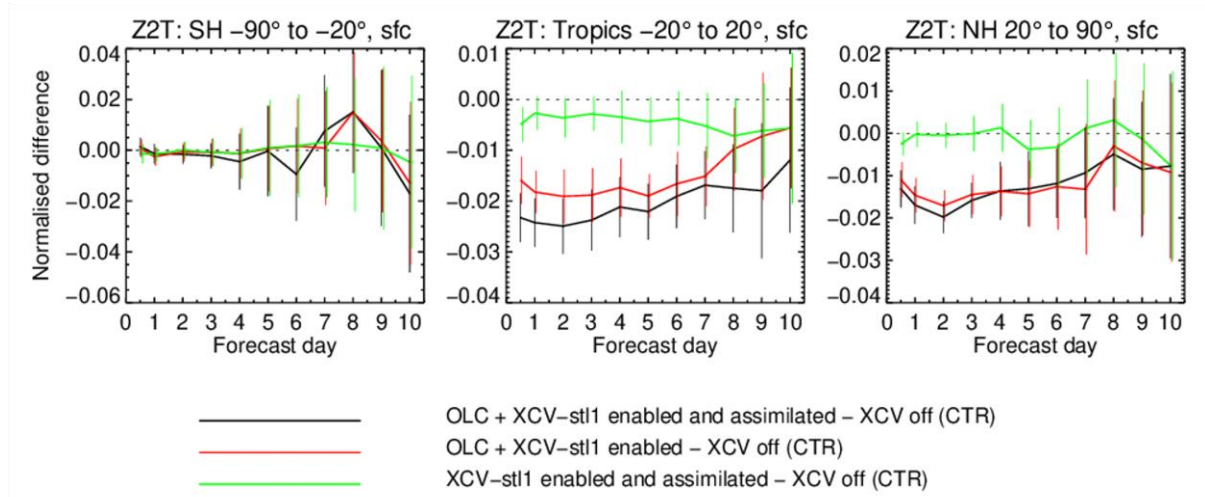 Z2T: SH −90° to −20°, sfc
Z2T: Tropics −20° to 20°, sfc
Z2T: NH 20° to 90°, sfc
Normalised difference
0.04
0.02
0.00
−0.02
−0.04
−0.06
0 1 2 3 4 5 6 7 8 9 10
Forecast day
0.01
0.00
−0.01
−0.02
−0.03
−0.04
0 1 2 3 4 5 6 7 8 9 10
Forecast day
0.02
0.01
0.00
−0.01
−0.02
−0.03
−0.04
0 1 2 3 4 5 6 7 8 9 10
Forecast day
OLC + XCV−stl1 enabled and assimilated − XCV off (CTR)
OLC + XCV−stl1 enabled − XCV off (CTR)
XCV−stl1 enabled and assimilated − XCV off (CTR)